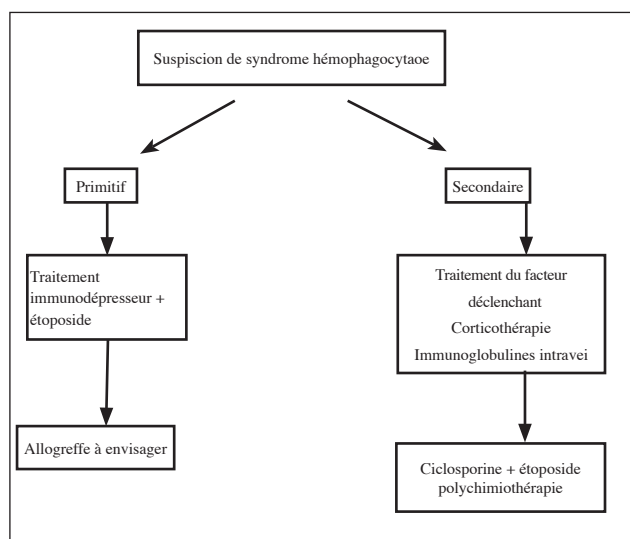 Suspiscion de syndrome hémophagocytaoe
Primitif
Secondaire
Traitement
immunodépresseur +
étoposide
Traitement du facteur
déclenchant
Corticothérapie
Immunoglobulines intravei
Allogreffe à envisager
Ciclosporine + étoposide
polychimiothérapie